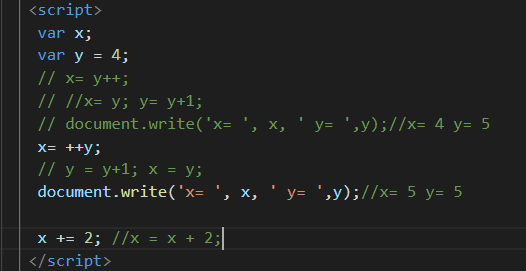 <script>
var x;
var y = 4;
// x= y++;
// //x= y; y= y+1;
// document.write('x= ', x, ' y= ',y);//x= 4 y= 5
x= ++y;
// y = y+1; x = y;
document.write('x= ', x, ' y= ',y);//x= 5 y= 5
x += 2; //x = x + 2;
</script>